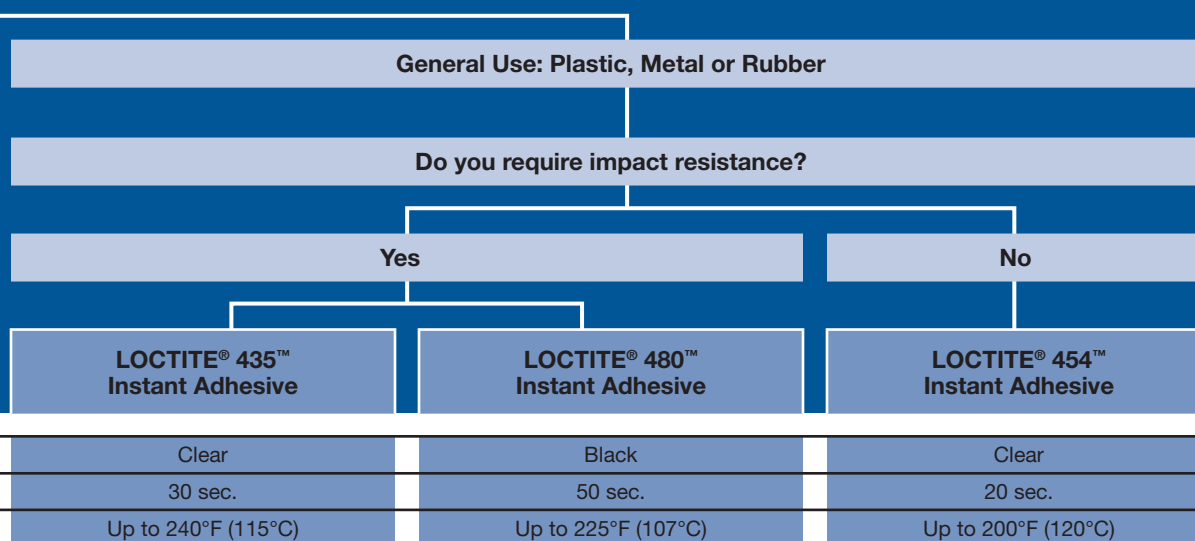 General Use: Plastic, Metal or Rubber
Do you require impact resistance?
Yes
No
LOCTITE® 435™
Instant Adhesive
LOCTITE® 480™
Instant Adhesive
LOCTITE® 454™
Instant Adhesive
Clear
Black
Clear
30 sec.
50 sec.
20 sec.
Up to 240°F (115°C)
Up to 225°F (107°C)
Up to 200°F (120°C)